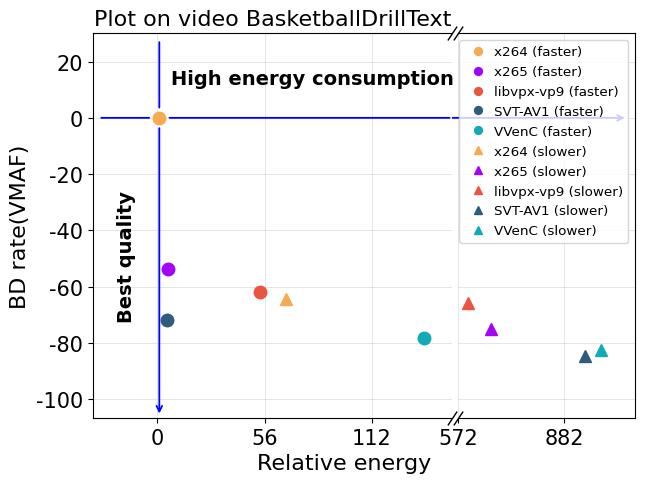 Plot on video BasketballDrillText
20
0
-20
-40
-60
-80
-100
BD rate(VMAF)
High energy consumption
Best quality
x264 (faster)
x265 (faster)
libvpx-vp9 (faster)
SVT-AV1 (faster)
VVenC (faster)
x264 (slower)
x265 (slower)
libvpx-vp9 (slower)
SVT-AV1 (slower)
VVenC (slower)
0 56 112 572 882
Relative energy